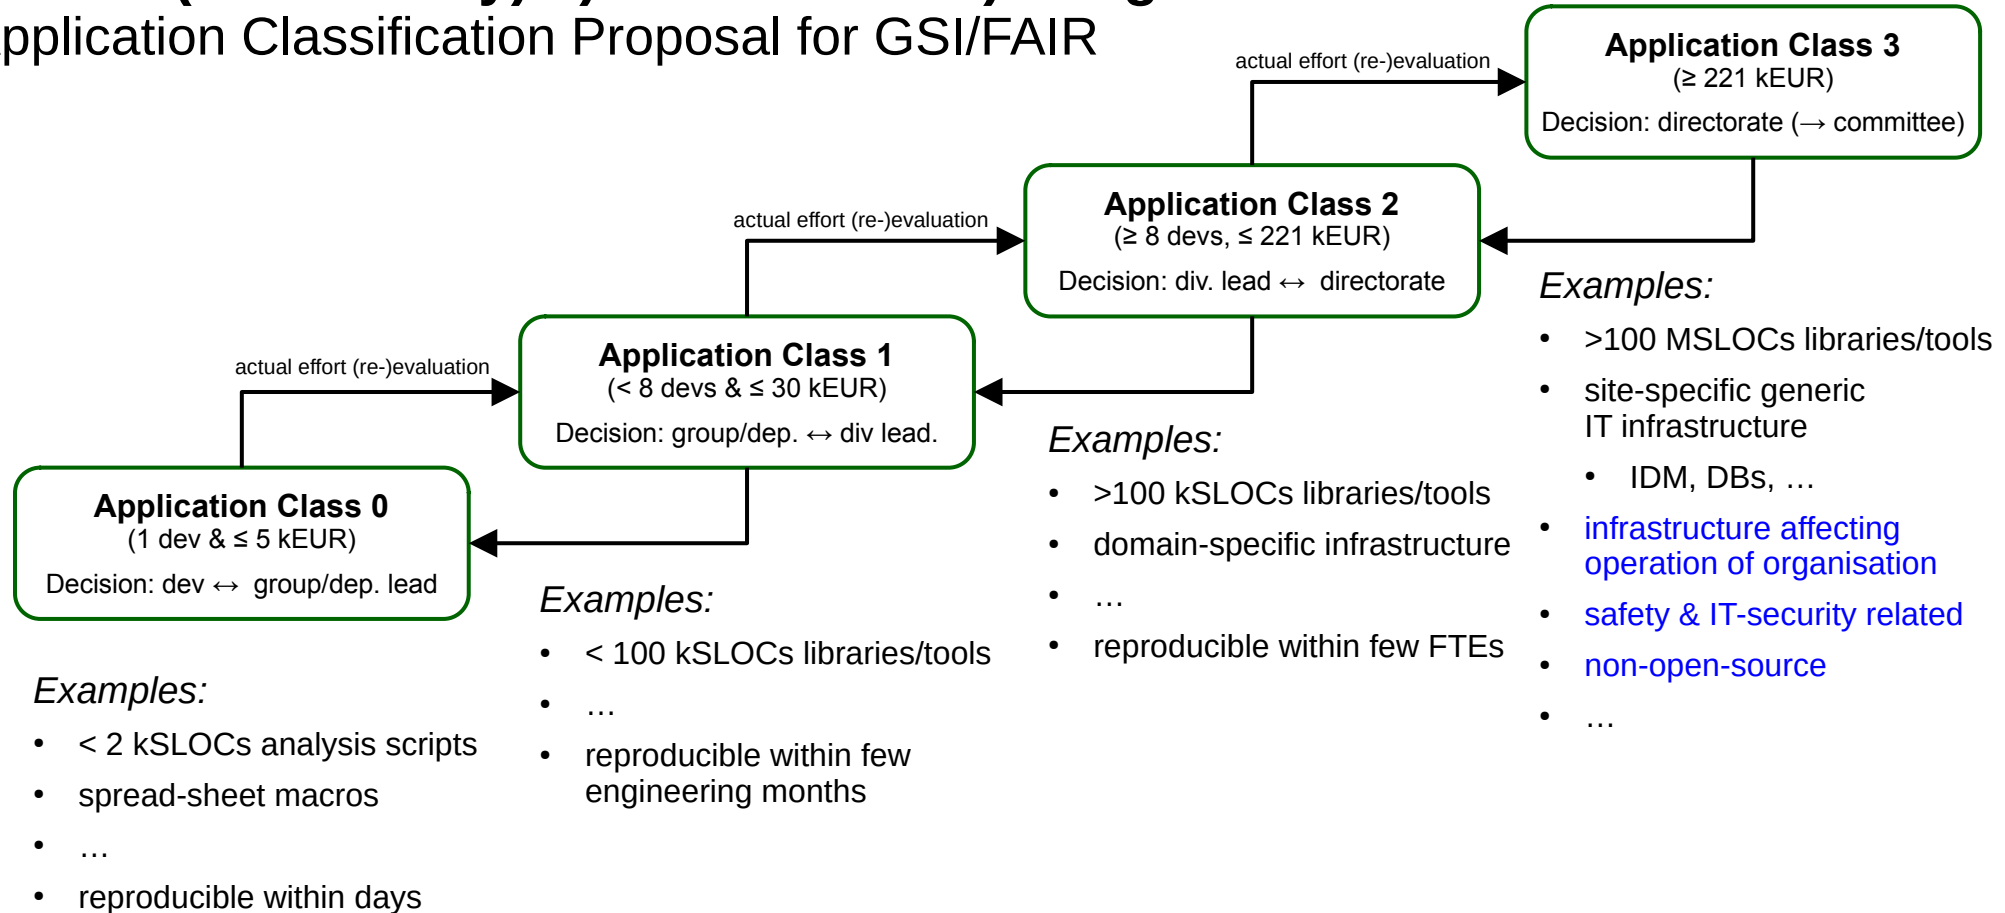 Application Classification Proposal for GSI/FAIR
actual effort (re-)evaluation
Application Class 3
(≥ 221 kEUR)
Decision: directorate (→ committee)
actual effort (re-)evaluation
Application Class 2
(≥ 8 devs, ≤ 221 kEUR)
Decision: div. lead ↔ directorate
actual effort (re-)evaluation
Application Class 1
(< 8 devs & ≤ 30 kEUR)
Decision: group/dep. ↔ div lead.
Application Class 0
(1 dev & ≤ 5 kEUR)
Decision: dev ↔ group/dep. lead
Examples:
• < 2 kSLOCs analysis scripts
• spread-sheet macros
• …
• reproducible within days
Examples:
• < 100 kSLOCs libraries/tools
• …
• reproducible within few
engineering months
Examples:
• >100 kSLOCs libraries/tools
• domain-specific infrastructure
• …
• reproducible within few FTEs
Examples:
• >100 MSLOCs libraries/tools
• site-specific generic
IT infrastructure
• IDM, DBs, …
• infrastructure affecting
operation of organisation
• safety & IT-security related
• non-open-source
• …